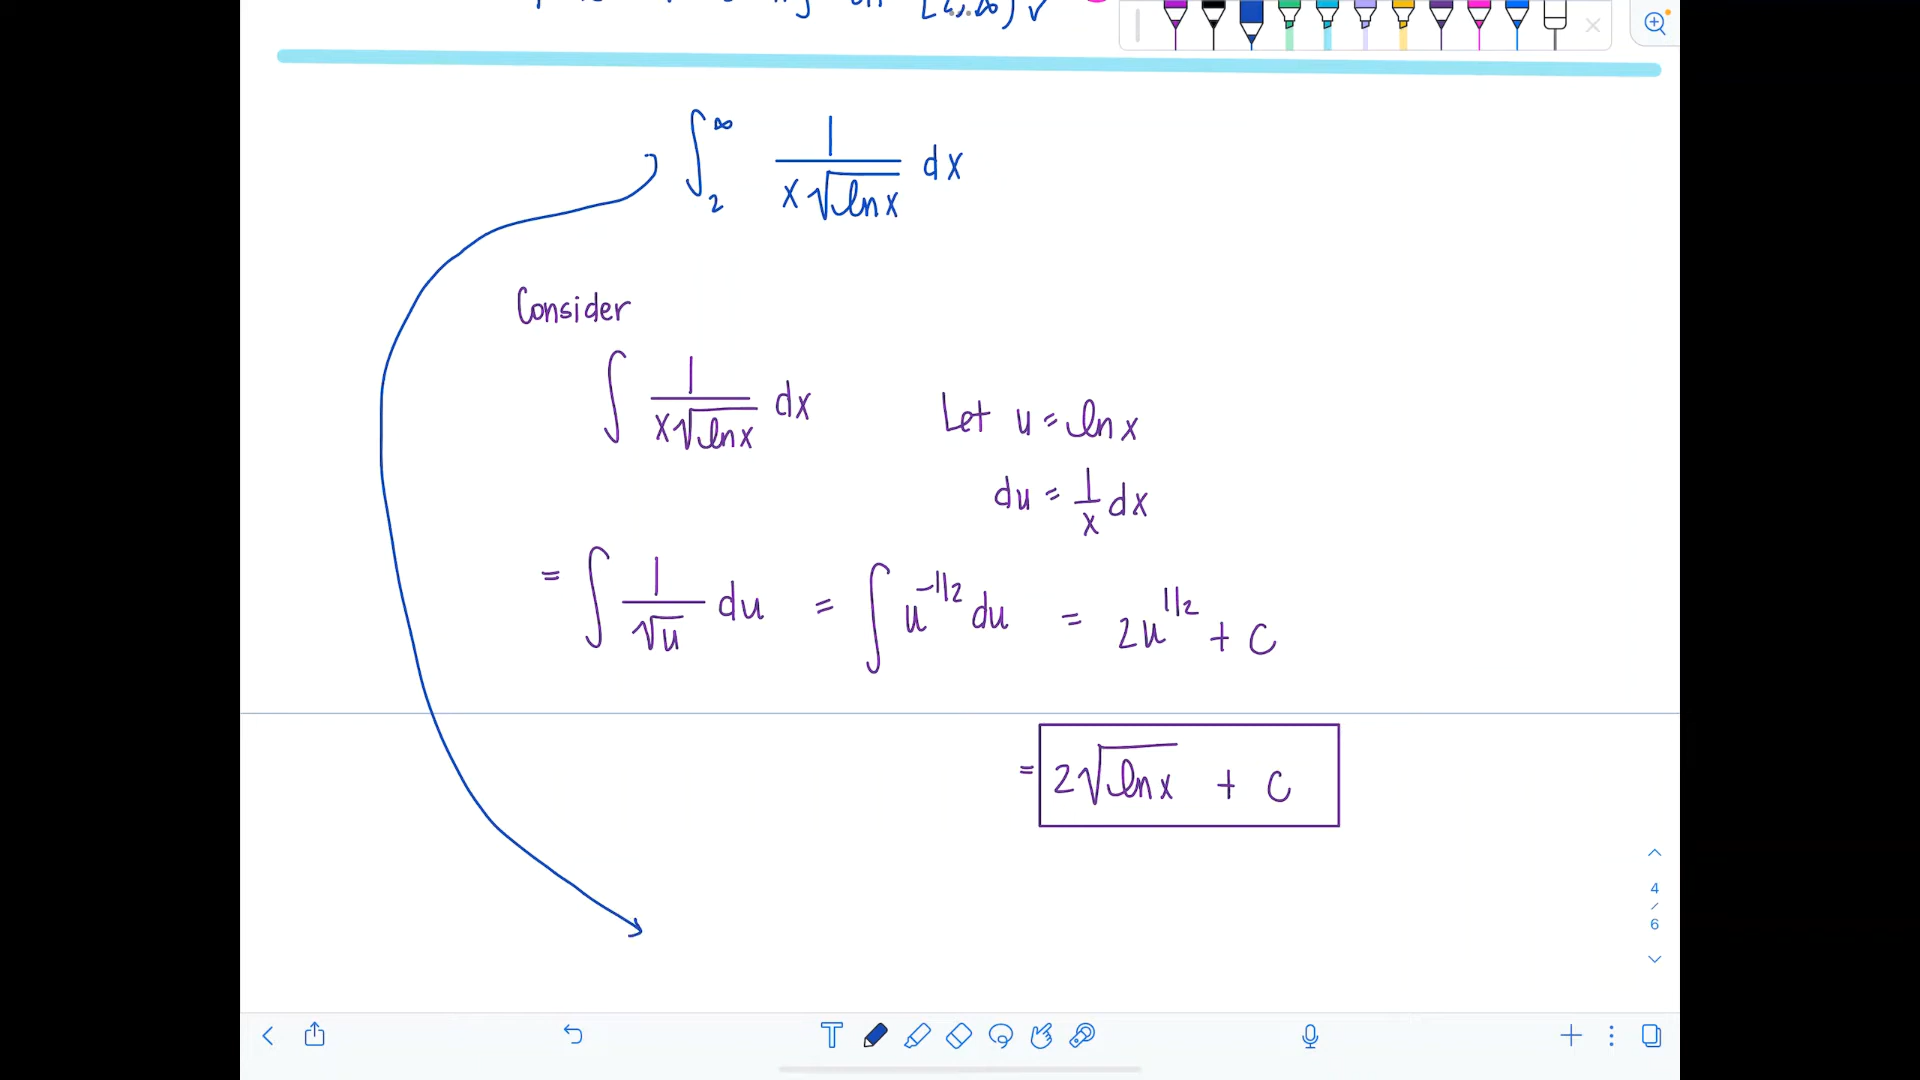 [2, ∞) ✓
∫₂^∞ 1/(x√(ln x)) dx
Consider
∫ 1/(x√(ln x)) dx Let u = ln x
du = 1/x dx
= ∫ 1/√u du = ∫ u^(-1/2) du = 2u^(1/2) + C
= 2√(ln x) + C
4
/
6
T